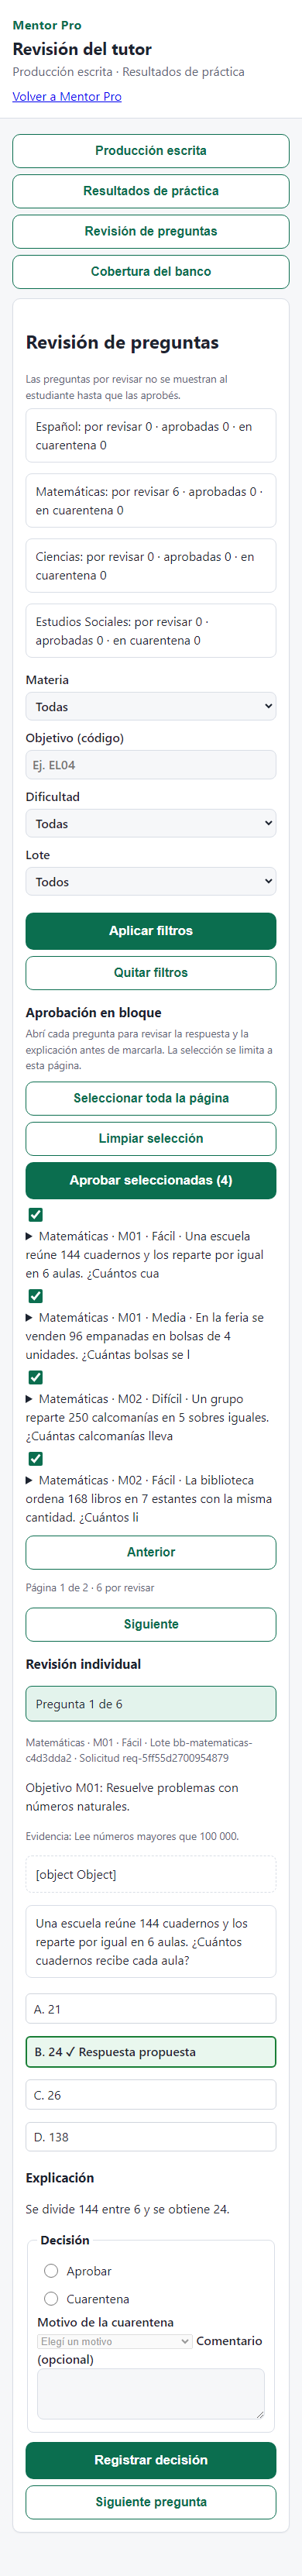 Mentor Pro
Revisión del tutor
Producción escrita · Resultados de práctica
Volver a Mentor Pro
Producción escrita
Resultados de práctica
Revisión de preguntas
Cobertura del banco
Revisión de preguntas
Las preguntas por revisar no se muestran al
estudiante hasta que las aprobés.
Español: por revisar 0 · aprobadas 0 · en
cuarentena 0
Matemáticas: por revisar 6 · aprobadas 0 ·
en cuarentena 0
Ciencias: por revisar 0 · aprobadas 0 · en
cuarentena 0
Estudios Sociales: por revisar 0 ·
aprobadas 0 · en cuarentena 0
Materia
Todas
Objetivo (código)
Ej. EL04
Dificultad
Todas
Lote
Todos
Aplicar filtros
Quitar filtros
Aprobación en bloque
Abrí cada pregunta para revisar la respuesta y la
explicación antes de marcarla. La selección se limita a
esta página.
Seleccionar toda la página
Limpiar selección
Aprobar seleccionadas (4)
Matemáticas · M01 · Fácil · Una escuela
reúne 144 cuadernos y los reparte por igual
en 6 aulas. ¿Cuántos cua
Matemáticas · M01 · Media · En la feria se
venden 96 empanadas en bolsas de 4
unidades. ¿Cuántas bolsas se l
Matemáticas · M02 · Difícil · Un grupo
reparte 250 calcomanías en 5 sobres iguales.
¿Cuántas calcomanías lleva
Matemáticas · M02 · Fácil · La biblioteca
ordena 168 libros en 7 estantes con la misma
cantidad. ¿Cuántos li
Anterior
Página 1 de 2 · 6 por revisar
Siguiente
Revisión individual
Pregunta 1 de 6
Matemáticas · M01 · Fácil · Lote bb-matematicas-
c4d3dda2 · Solicitud req-5ff55d2700954879
Objetivo M01: Resuelve problemas con
números naturales.
Evidencia: Lee números mayores que 100 000.
[object Object]
Una escuela reúne 144 cuadernos y los
reparte por igual en 6 aulas. ¿Cuántos
cuadernos recibe cada aula?
A. 21
B. 24 ✓ Respuesta propuesta
C. 26
D. 138
Explicación
Se divide 144 entre 6 y se obtiene 24.
Decisión
Aprobar
Cuarentena
Motivo de la cuarentena
Elegí un motivo Comentario
(opcional)
Registrar decisión
Siguiente pregunta